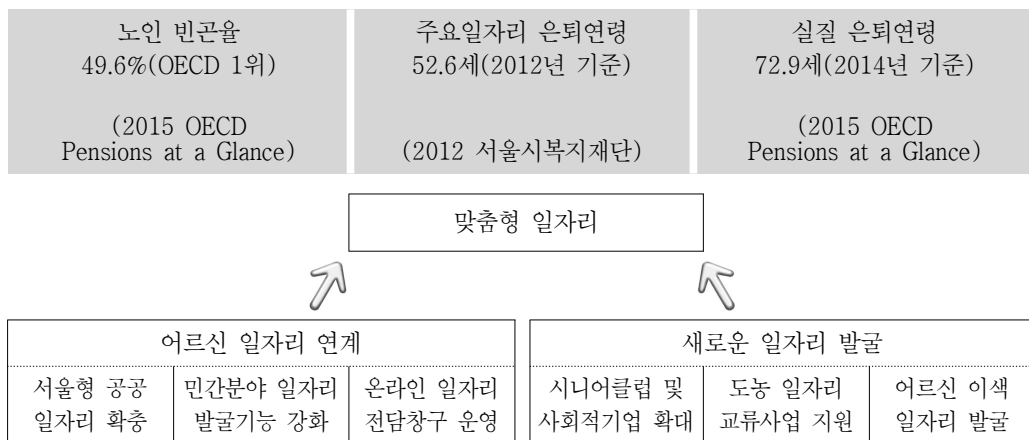 노인 빈곤율
49.6%(OECD 1위)
(2015 OECD
Pensions at a Glance)
주요일자리 은퇴연령
52.6세(2012년 기준)
(2012 서울시복지재단)
실질 은퇴연령
72.9세(2014년 기준)
(2015 OECD
Pensions at a Glance)
맞춤형 일자리
어르신 일자리 연계
서울형 공공
일자리 확충
민간분야 일자리
발굴기능 강화
온라인 일자리
전담창구 운영
새로운 일자리 발굴
시니어클럽 및
사회적기업 확대
도농 일자리
교류사업 지원
어르신 이색
일자리 발굴